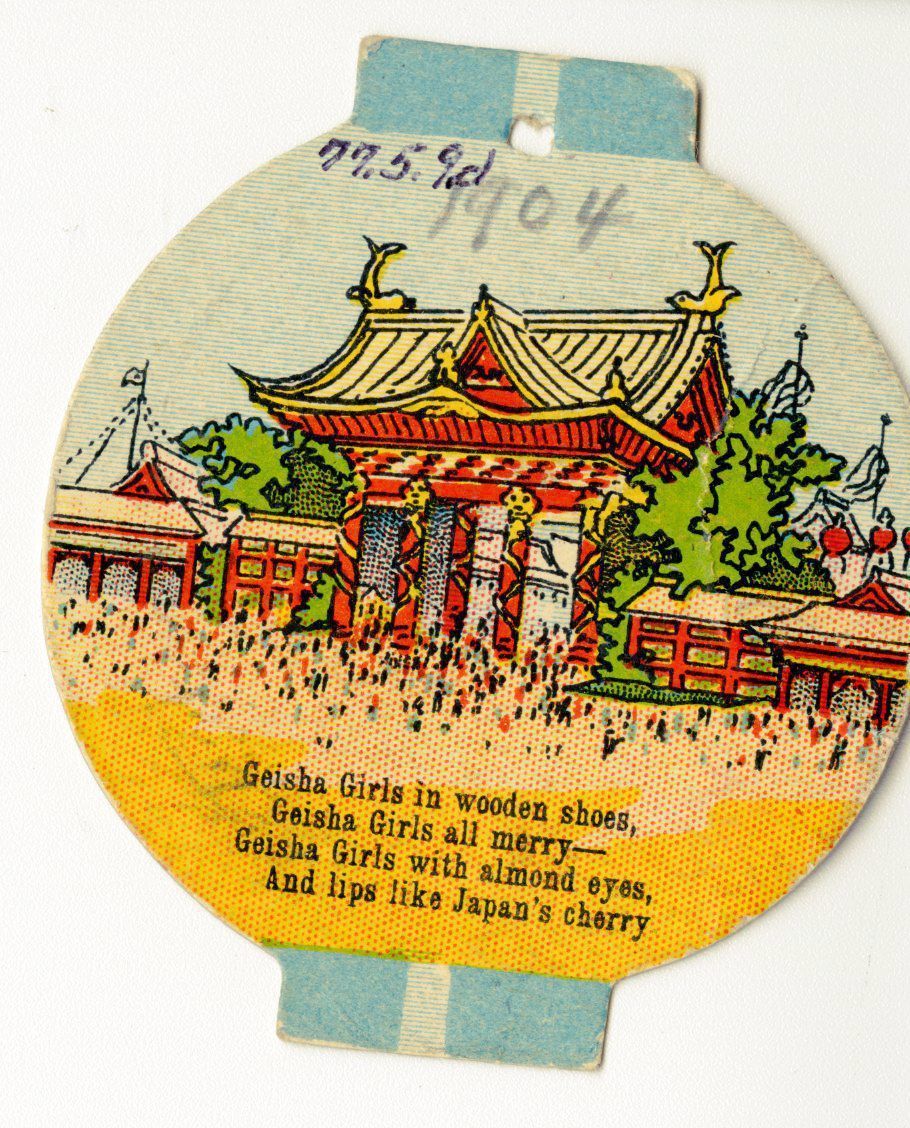 77.5.9d
1904
Geisha Girls in wooden shoes,
Geisha Girls all merry—
Geisha Girls with almond eyes,
And lips like Japan's cherry